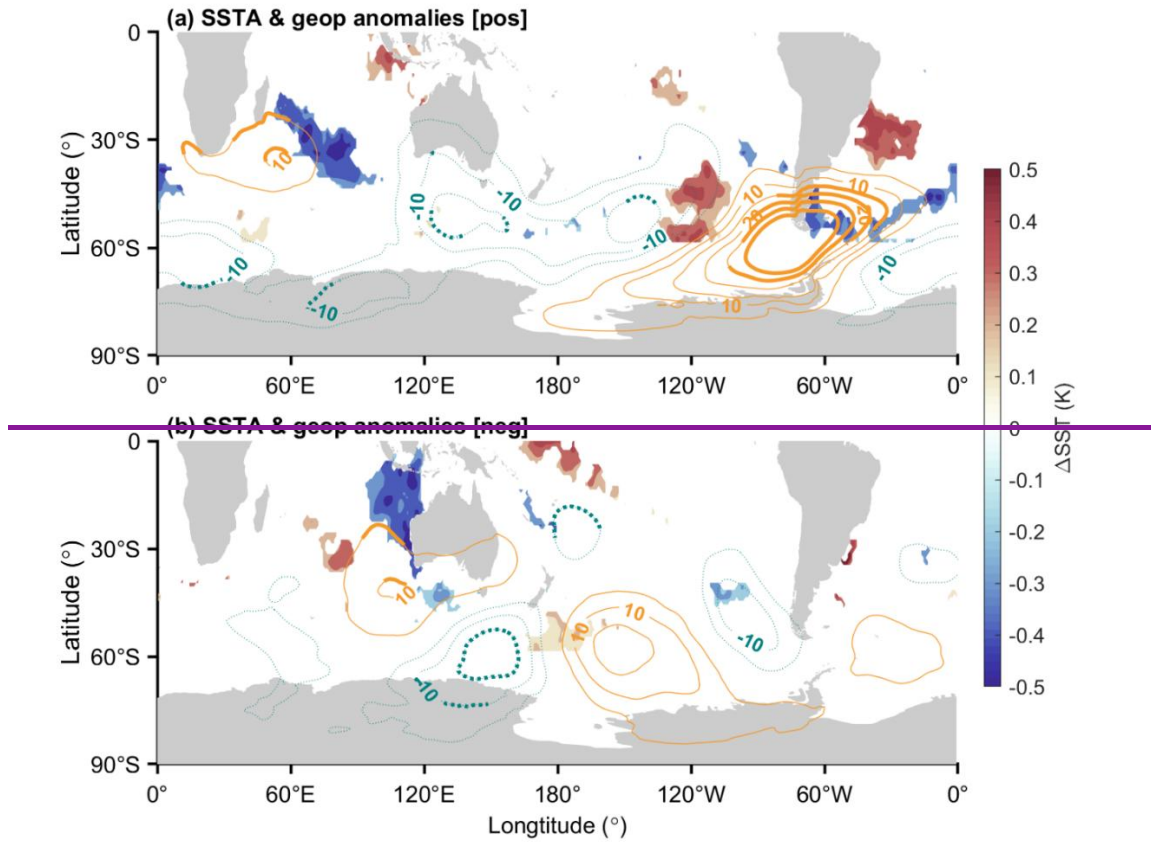 (a) SSTA & geop anomalies [pos]
0
30°S
60°S
90°S
Latitude (°)
10
-10
-10
-10
10
10
20
20
10
-10
-10
-10
0°
60°E
120°E
180°
120°W
60°W
0°
(b) SSTA & geop anomalies [neg]
0
30°S
60°S
90°S
Latitude (°)
10
-10
10
10
-10
0°
60°E
120°E
180°
120°W
60°W
0°
Longtitude (°)
0.5
0.4
0.3
0.2
0.1
0
-0.1
-0.2
-0.3
-0.4
-0.5
ΔSST (K)